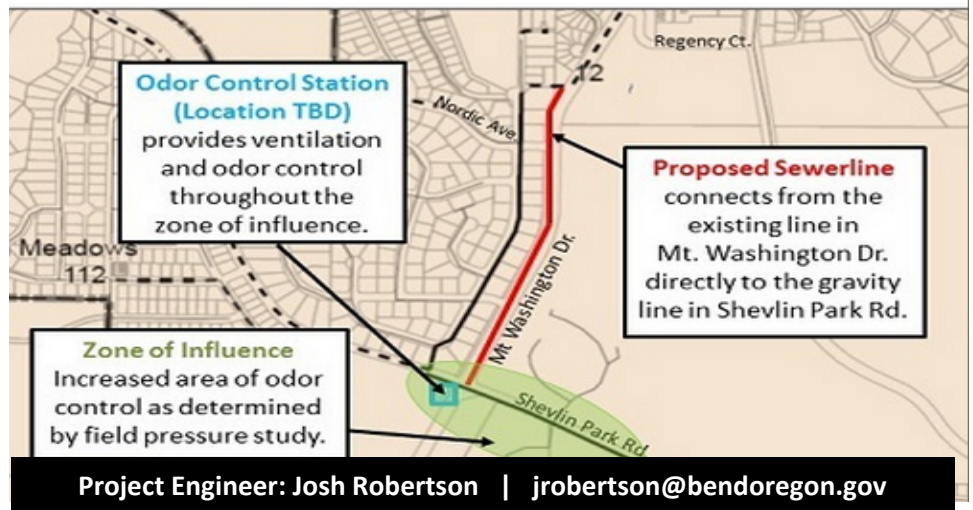 Regency Ct.
12
Odor Control Station
(Location TBD)
provides ventilation
and odor control
throughout the
zone of influence.
Nordic Ave.
Proposed Sewerline
connects from the
existing line in
Mt. Washington Dr.
directly to the gravity
line in Shevlin Park Rd.
Meadows
112
Mt Washington Dr.
Zone of Influence
Increased area of odor
control as determined
by field pressure study.
Shevlin Park Rd
Project Engineer: Josh Robertson | jrobertson@bendoregon.gov